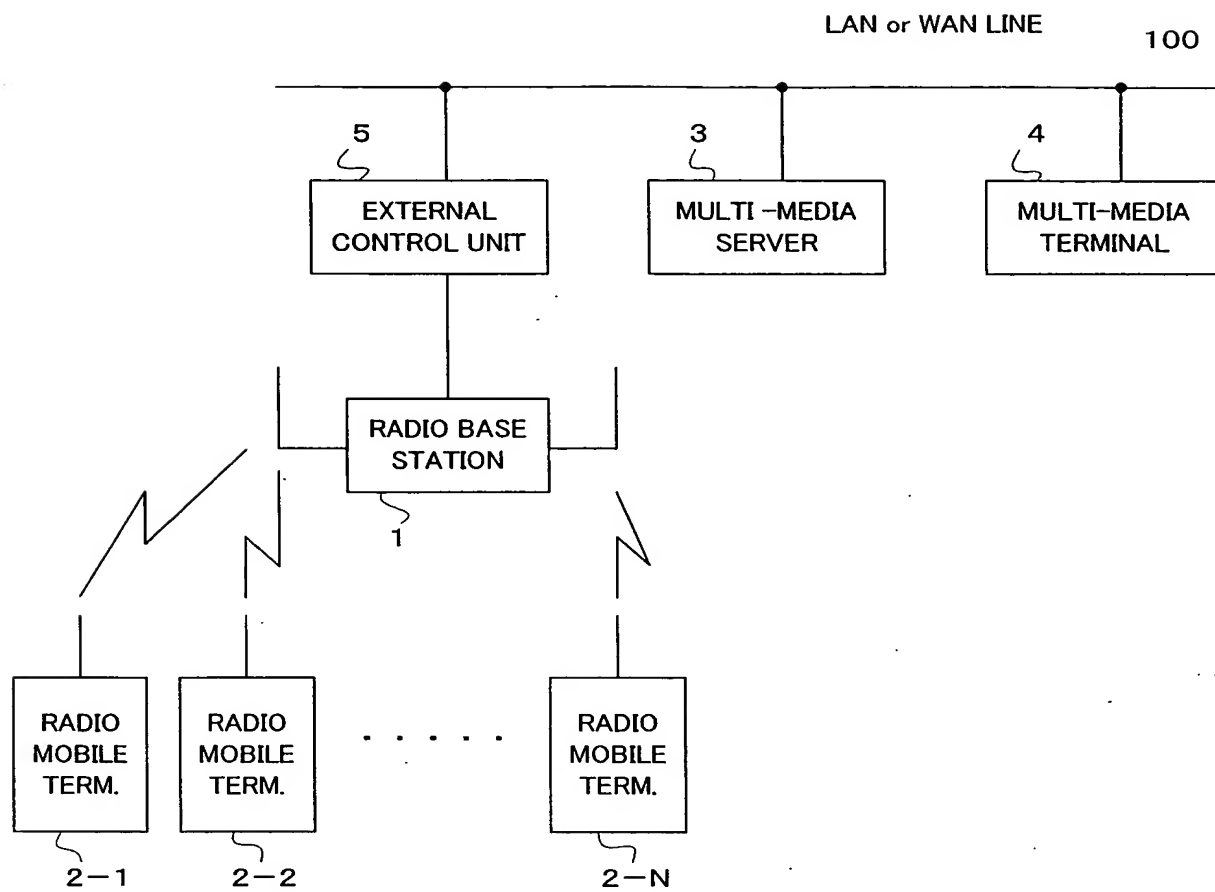 LAN or WAN LINE
100
5
3
4
EXTERNAL
CONTROL UNIT
MULTI-MEDIA
SERVER
MULTI-MEDIA
TERMINAL
RADIO BASE
STATION
1
RADIO
MOBILE
TERM.
RADIO
MOBILE
TERM.
. . . . .
RADIO
MOBILE
TERM.
2-1
2-2
2-N